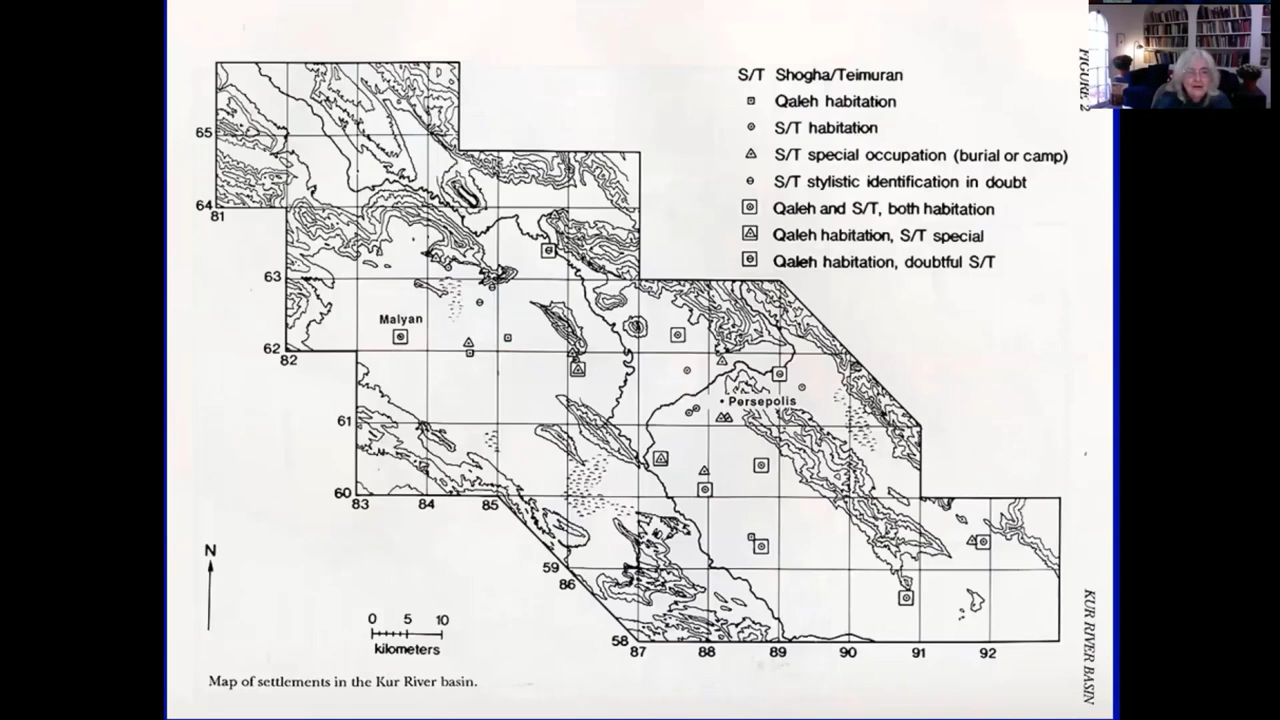 FIGURE 2
S/T Shogha/Teimuran
Qaleh habitation
S/T habitation
S/T special occupation (burial or camp)
S/T stylistic identification in doubt
Qaleh and S/T, both habitation
Qaleh habitation, S/T special
Qaleh habitation, doubtful S/T
65
64
81
63
Malyan
62
82
Persepolis
61
60
83
84
85
N
59
86
0 5 10
kilometers
58
87
88
89
90
91
92
Map of settlements in the Kur River basin.
KUR RIVER BASIN